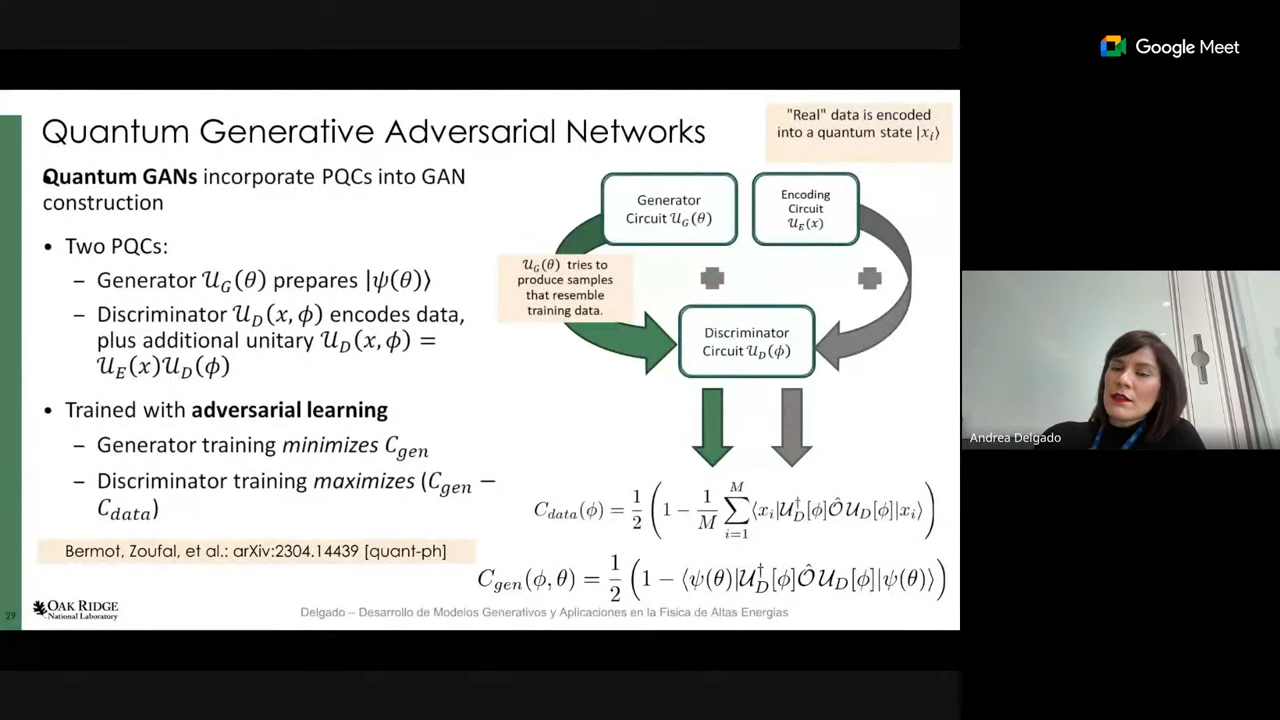 Google Meet
Quantum Generative Adversarial Networks
"Real" data is encoded
into a quantum state |𝑥ᵢ⟩
Quantum GANs incorporate PQCs into GAN
construction
• Two PQCs:
– Generator 𝒰_G(θ) prepares |ψ(θ)⟩
– Discriminator 𝒰_D(x, ϕ) encodes data,
plus additional unitary 𝒰_D(x, ϕ) =
𝒰_E(x)𝒰_D(ϕ)
• Trained with adversarial learning
– Generator training minimizes C_gen
– Discriminator training maximizes (C_gen −
C_data)
Bermot, Zoufal, et al.: arXiv:2304.14439 [quant-ph]
Generator
Circuit 𝒰_G(θ)
Encoding
Circuit
𝒰_E(x)
𝒰_G(θ) tries to
produce samples
that resemble
training data.
Discriminator
Circuit 𝒰_D(ϕ)
C_data(ϕ) = 1/2 (1 − 1/M ∑_{i=1}^{M} ⟨x_i|𝒰_D^†[ϕ]Ô𝒰_D[ϕ]|x_i⟩)
C_gen(ϕ, θ) = 1/2 (1 − ⟨ψ(θ)|𝒰_D^†[ϕ]Ô𝒰_D[ϕ]|ψ(θ)⟩)
29
OAK RIDGE
National Laboratory
Delgado – Desarrollo de Modelos Generativos y Aplicaciones en la Fisica de Altas Energias
Andrea Delgado